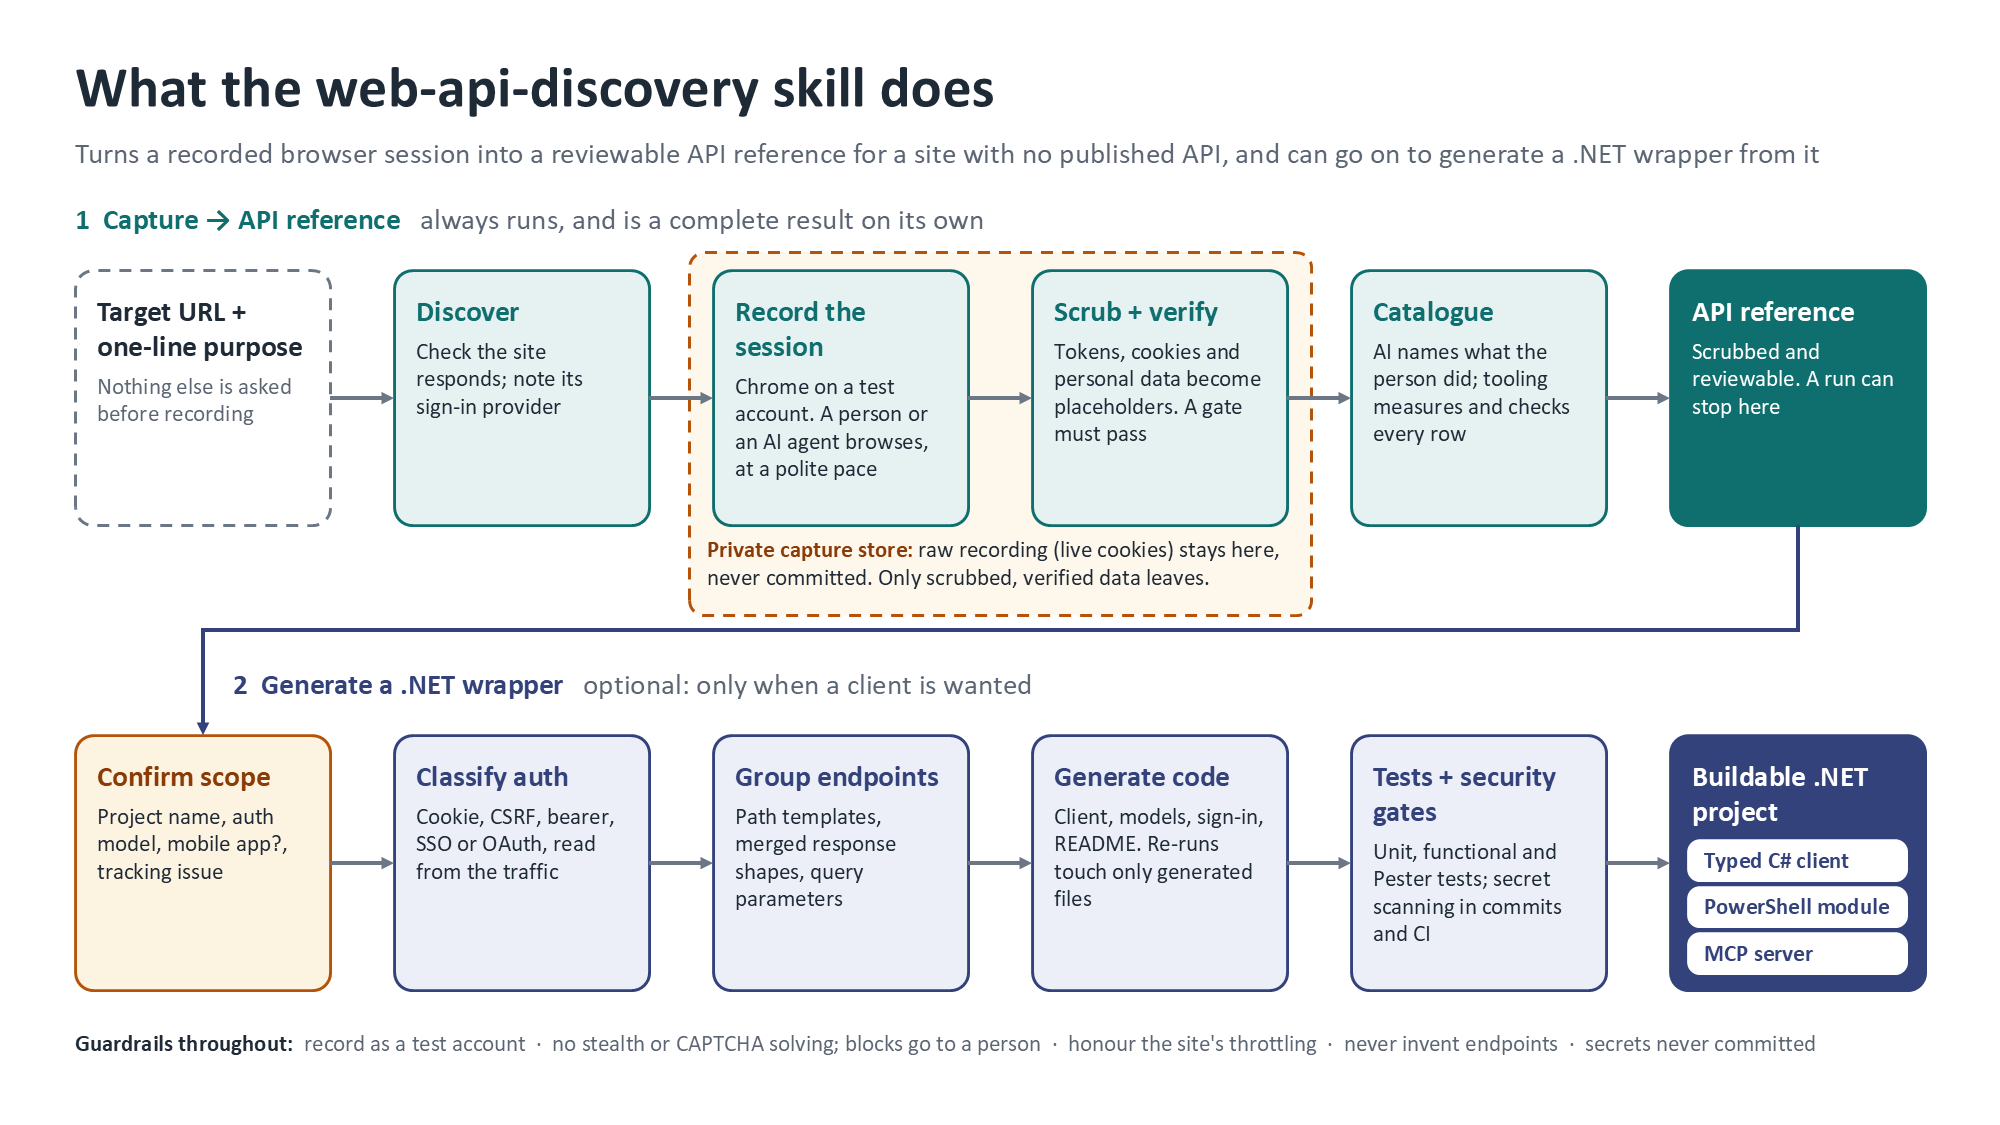 What the web-api-discovery skill does
Turns a recorded browser session into a reviewable API reference for a site with no published API, and can go on to generate a .NET wrapper from it
1 Capture → API reference always runs, and is a complete result on its own
Target URL +
one-line purpose
Nothing else is asked
before recording
Discover
Check the site
responds; note its
sign-in provider
Record the
session
Chrome on a test
account. A person or
an AI agent browses,
at a polite pace
Scrub + verify
Tokens, cookies and
personal data become
placeholders. A gate
must pass
Catalogue
AI names what the
person did; tooling
measures and checks
every row
API reference
Scrubbed and
reviewable. A run can
stop here
Private capture store: raw recording (live cookies) stays here,
never committed. Only scrubbed, verified data leaves.
2 Generate a .NET wrapper optional: only when a client is wanted
Confirm scope
Project name, auth
model, mobile app?,
tracking issue
Classify auth
Cookie, CSRF, bearer,
SSO or OAuth, read
from the traffic
Group endpoints
Path templates,
merged response
shapes, query
parameters
Generate code
Client, models, sign-in,
README. Re-runs
touch only generated
files
Tests + security
gates
Unit, functional and
Pester tests; secret
scanning in commits
and CI
Buildable .NET
project
Typed C# client
PowerShell module
MCP server
Guardrails throughout: record as a test account · no stealth or CAPTCHA solving; blocks go to a person · honour the site's throttling · never invent endpoints · secrets never committed